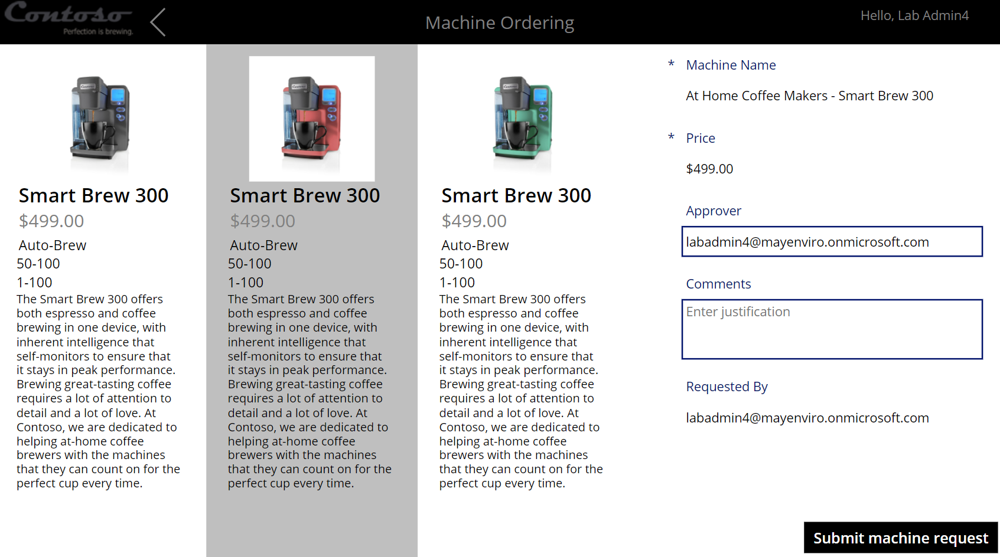 Contoso
Perfection is brewing.
Machine Ordering
Hello, Lab Admin4
Contoso
Smart Brew 300
$499.00
Auto-Brew
50-100
1-100
The Smart Brew 300 offers
both espresso and coffee
brewing in one device, with
inherent intelligence that
self-monitors to ensure that
it stays in peak performance.
Brewing great-tasting coffee
requires a lot of attention to
detail and a lot of love. At
Contoso, we are dedicated to
helping at-home coffee
brewers with the machines
that they can count on for the
perfect cup every time.
Contoso
Smart Brew 300
$499.00
Auto-Brew
50-100
1-100
The Smart Brew 300 offers
both espresso and coffee
brewing in one device, with
inherent intelligence that
self-monitors to ensure that
it stays in peak performance.
Brewing great-tasting coffee
requires a lot of attention to
detail and a lot of love. At
Contoso, we are dedicated to
helping at-home coffee
brewers with the machines
that they can count on for the
perfect cup every time.
Contoso
Smart Brew 300
$499.00
Auto-Brew
50-100
1-100
The Smart Brew 300 offers
both espresso and coffee
brewing in one device, with
inherent intelligence that
self-monitors to ensure that
it stays in peak performance.
Brewing great-tasting coffee
requires a lot of attention to
detail and a lot of love. At
Contoso, we are dedicated to
helping at-home coffee
brewers with the machines
that they can count on for the
perfect cup every time.
* Machine Name
At Home Coffee Makers - Smart Brew 300
* Price
$499.00
Approver
labadmin4@mayenviro.onmicrosoft.com
Comments
Enter justification
Requested By
labadmin4@mayenviro.onmicrosoft.com
Submit machine request